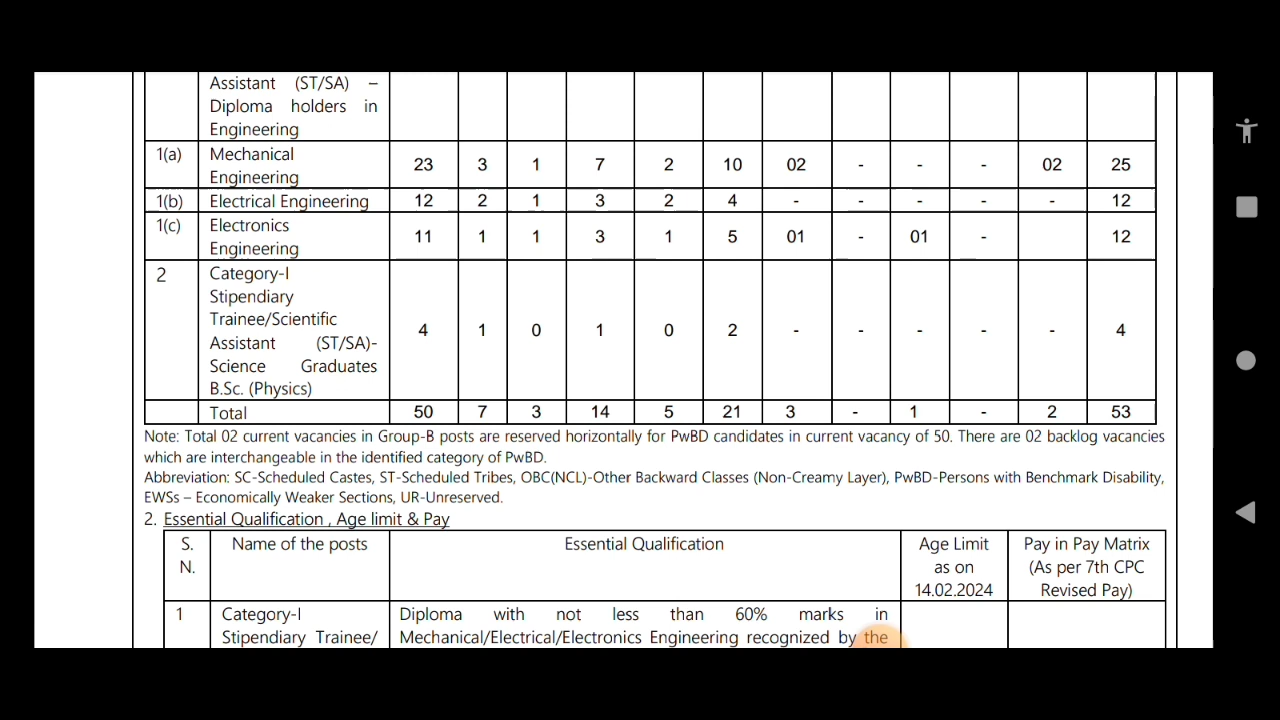 Assistant (ST/SA) –
Diploma holders in
Engineering
1(a) Mechanical
Engineering 23 3 1 7 2 10 02 - - - 02 25
1(b) Electrical Engineering 12 2 1 3 2 4 - - - - - 12
1(c) Electronics
Engineering 11 1 1 3 1 5 01 - 01 - 12
2 Category-I
Stipendiary
Trainee/Scientific
Assistant (ST/SA)-
Science Graduates
B.Sc. (Physics) 4 1 0 1 0 2 - - - - - 4
Total 50 7 3 14 5 21 3 - 1 - 2 53
Note: Total 02 current vacancies in Group-B posts are reserved horizontally for PwBD candidates in current vacancy of 50. There are 02 backlog vacancies
which are interchangeable in the identified category of PwBD.
Abbreviation: SC-Scheduled Castes, ST-Scheduled Tribes, OBC(NCL)-Other Backward Classes (Non-Creamy Layer), PwBD-Persons with Benchmark Disability,
EWSs – Economically Weaker Sections, UR-Unreserved.
2. Essential Qualification , Age limit & Pay
S.
N. Name of the posts Essential Qualification Age Limit
as on
14.02.2024 Pay in Pay Matrix
(As per 7th CPC
Revised Pay)
1 Category-I
Stipendiary Trainee/ Diploma with not less than 60% marks in
Mechanical/Electrical/Electronics Engineering recognized by the